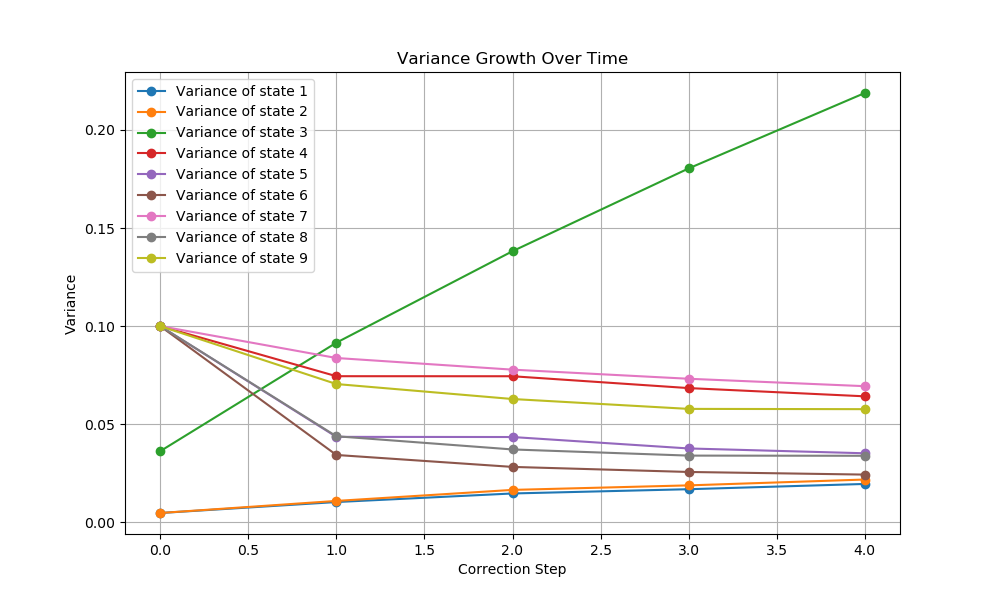 Variance Growth Over Time
Variance of state 1
Variance of state 2
Variance of state 3
Variance of state 4
Variance of state 5
Variance of state 6
Variance of state 7
Variance of state 8
Variance of state 9
Variance
0.20
0.15
0.10
0.05
0.00
0.0 0.5 1.0 1.5 2.0 2.5 3.0 3.5 4.0
Correction Step